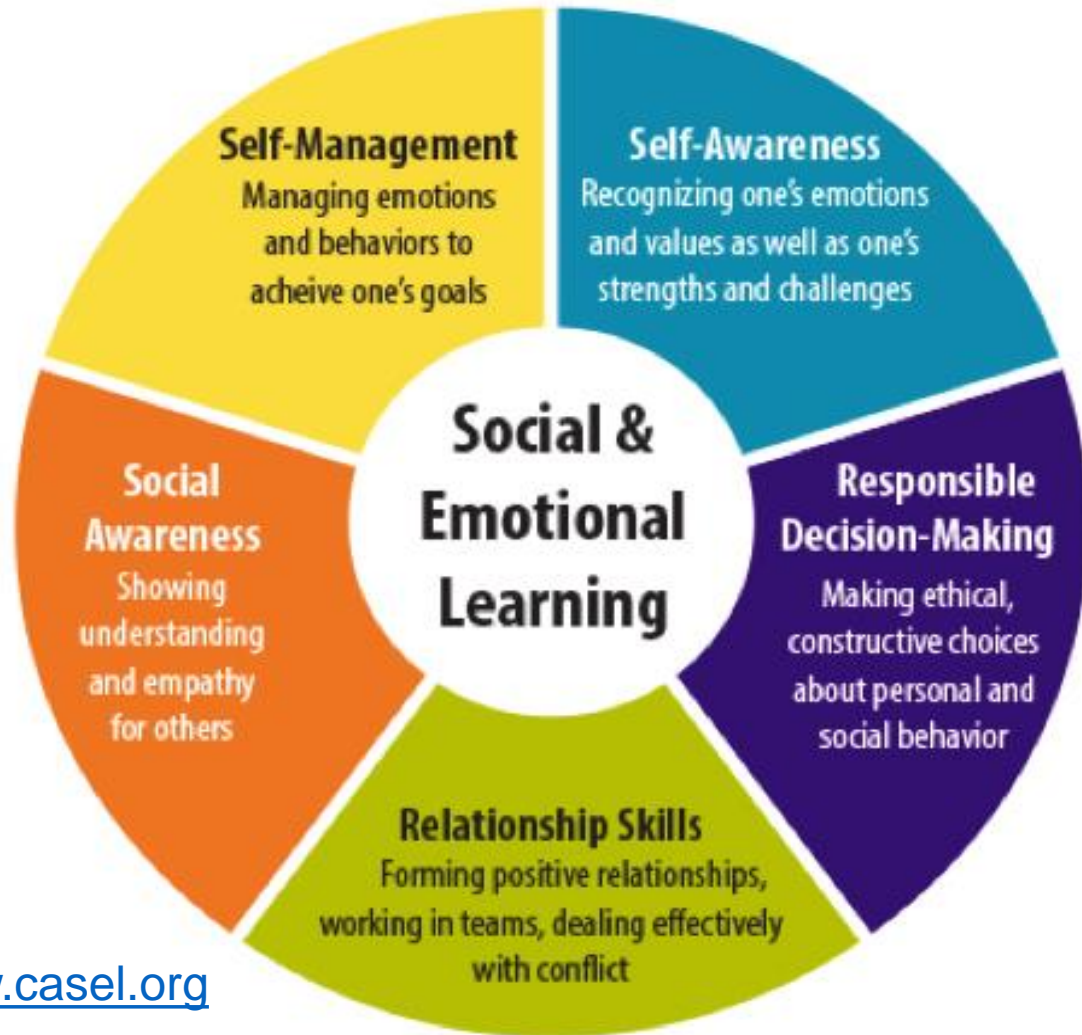 Self-Management
Managing emotions
and behaviors to
acheive one's goals
Self-Awareness
Recognizing one's emotions
and values as well as one's
strengths and challenges
Social &
Emotional
Learning
Social
Awareness
Showing
understanding
and empathy
for others
Responsible
Decision-Making
Making ethical,
constructive choices
about personal and
social behavior
Relationship Skills
Forming positive relationships,
working in teams, dealing effectively
with conflict
.casel.org